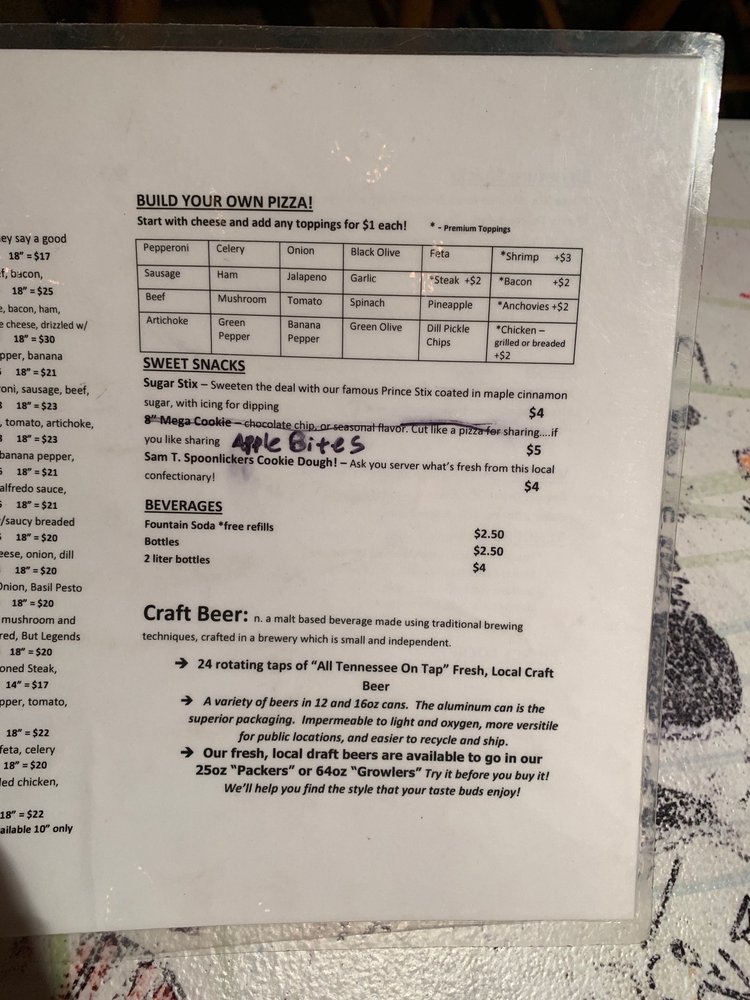 ey say a good
18" = $17
f, bacon,
18" = $25
e, bacon, ham,
e cheese, drizzled w/
18" = $30
pper, banana
18" = $21
roni, sausage, beef,
18" = $23
, tomato, artichoke,
18" = $23
banana pepper,
18" = $21
alfredo sauce,
18" = $21
/saucy breaded
18" = $20
eese, onion, dill
18" = $20
Onion, Basil Pesto
18" = $20
mushroom and
red, But Legends
18" = $20
oned Steak,
14" = $17
pper, tomato,
18" = $22
feta, celery
18" = $20
led chicken,
18" = $22
ailable 10" only
BUILD YOUR OWN PIZZA!
Start with cheese and add any toppings for $1 each! * - Premium Toppings
Pepperoni Celery Onion Black Olive Feta *Shrimp +$3
Sausage Ham Jalapeno Garlic *Steak +$2 *Bacon +$2
Beef Mushroom Tomato Spinach Pineapple *Anchovies +$2
Artichoke Green Pepper Banana Pepper Green Olive Dill Pickle Chips *Chicken – grilled or breaded +$2
SWEET SNACKS
Sugar Stix – Sweeten the deal with our famous Prince Stix coated in maple cinnamon
sugar, with icing for dipping $4
8" Mega Cookie – chocolate chip, or seasonal flavor. Cut like a pizza for sharing....if
you like sharing Apple Bites $5
Sam T. Spoonlickers Cookie Dough! – Ask you server what's fresh from this local
confectionary! $4
BEVERAGES
Fountain Soda *free refills $2.50
Bottles $2.50
2 liter bottles $4
Craft Beer: n. a malt based beverage made using traditional brewing
techniques, crafted in a brewery which is small and independent.
➔ 24 rotating taps of "All Tennessee On Tap" Fresh, Local Craft
Beer
➔ A variety of beers in 12 and 16oz cans. The aluminum can is the
superior packaging. Impermeable to light and oxygen, more versitile
for public locations, and easier to recycle and ship.
➔ Our fresh, local draft beers are available to go in our
25oz "Packers" or 64oz "Growlers" Try it before you buy it!
We'll help you find the style that your taste buds enjoy!